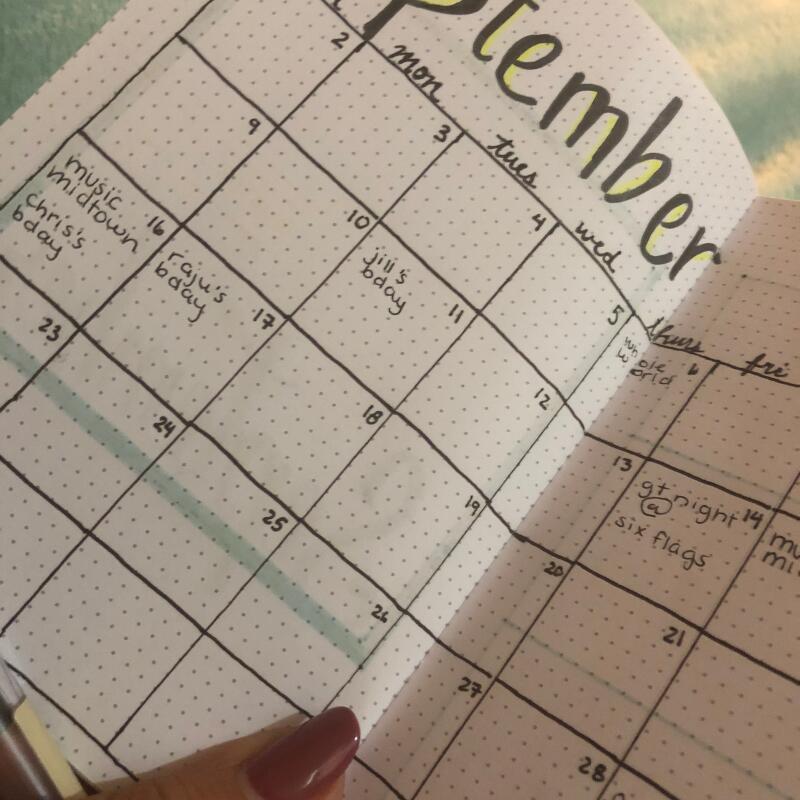 ptember
mon
tues
wed
thurs
fri
2
3
4
5
6
whole
world
9
10
11
12
13
14
music
midtown
chris's
bday
16
raju's
bday
17
jill's
bday
18
19
gt night
@
six flags
mu
mi
20
21
23
24
25
26
27
28